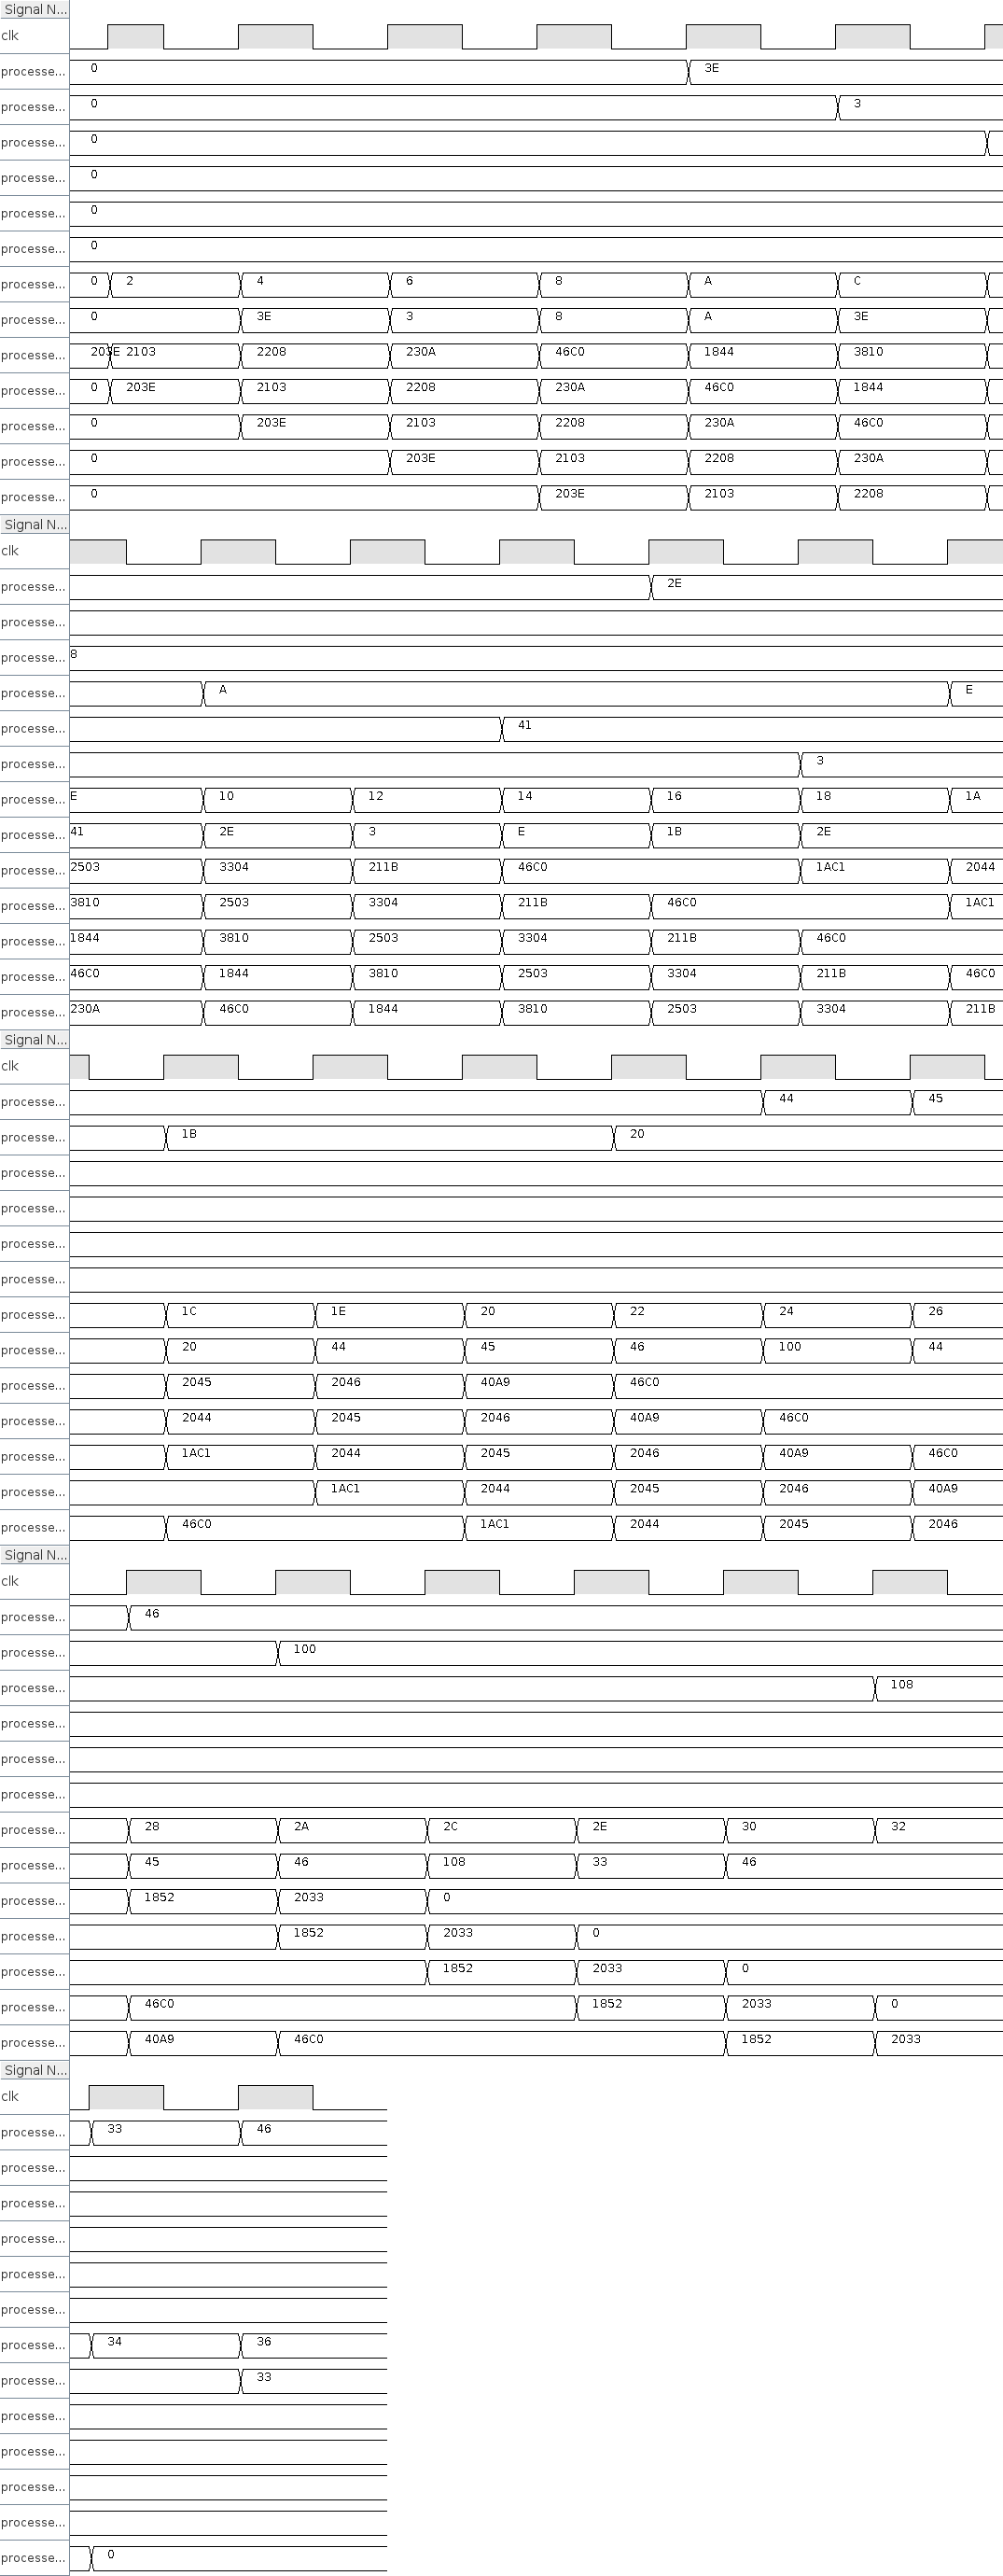 Signal N...
clk
processe... 0 3E
processe... 0 3
processe... 0
processe... 0
processe... 0
processe... 0
processe... 0 2 4 6 8 A C
processe... 0 3E 3 8 A 3E
processe... 203E 2103 2208 230A 46C0 1844 3810
processe... 0 203E 2103 2208 230A 46C0 1844
processe... 0 203E 2103 2208 230A 46C0
processe... 0 203E 2103 2208 230A
processe... 0 203E 2103 2208
Signal N...
clk
processe... 2E
processe...
processe... 8
processe... A E
processe... 41
processe... 3
processe... E 10 12 14 16 18 1A
processe... 41 2E 3 E 1B 2E
processe... 2503 3304 211B 46C0 1AC1 2044
processe... 3810 2503 3304 211B 46C0 1AC1
processe... 1844 3810 2503 3304 211B 46C0
processe... 46C0 1844 3810 2503 3304 211B 46C0
processe... 230A 46C0 1844 3810 2503 3304 211B
Signal N...
clk
processe... 44 45
processe... 1B 20
processe...
processe...
processe...
processe...
processe... 1C 1E 20 22 24 26
processe... 20 44 45 46 100 44
processe... 2045 2046 40A9 46C0
processe... 2044 2045 2046 40A9 46C0
processe... 1AC1 2044 2045 2046 40A9 46C0
processe... 1AC1 2044 2045 2046 40A9
processe... 46C0 1AC1 2044 2045 2046
Signal N...
clk
processe... 46
processe... 100
processe... 108
processe...
processe...
processe...
processe... 28 2A 2C 2E 30 32
processe... 45 46 108 33 46
processe... 1852 2033 0
processe... 1852 2033 0
processe... 1852 2033 0
processe... 46C0 1852 2033 0
processe... 40A9 46C0 1852 2033
Signal N...
clk
processe... 33 46
processe...
processe...
processe...
processe...
processe...
processe... 34 36
processe... 33
processe...
processe...
processe...
processe...
processe... 0